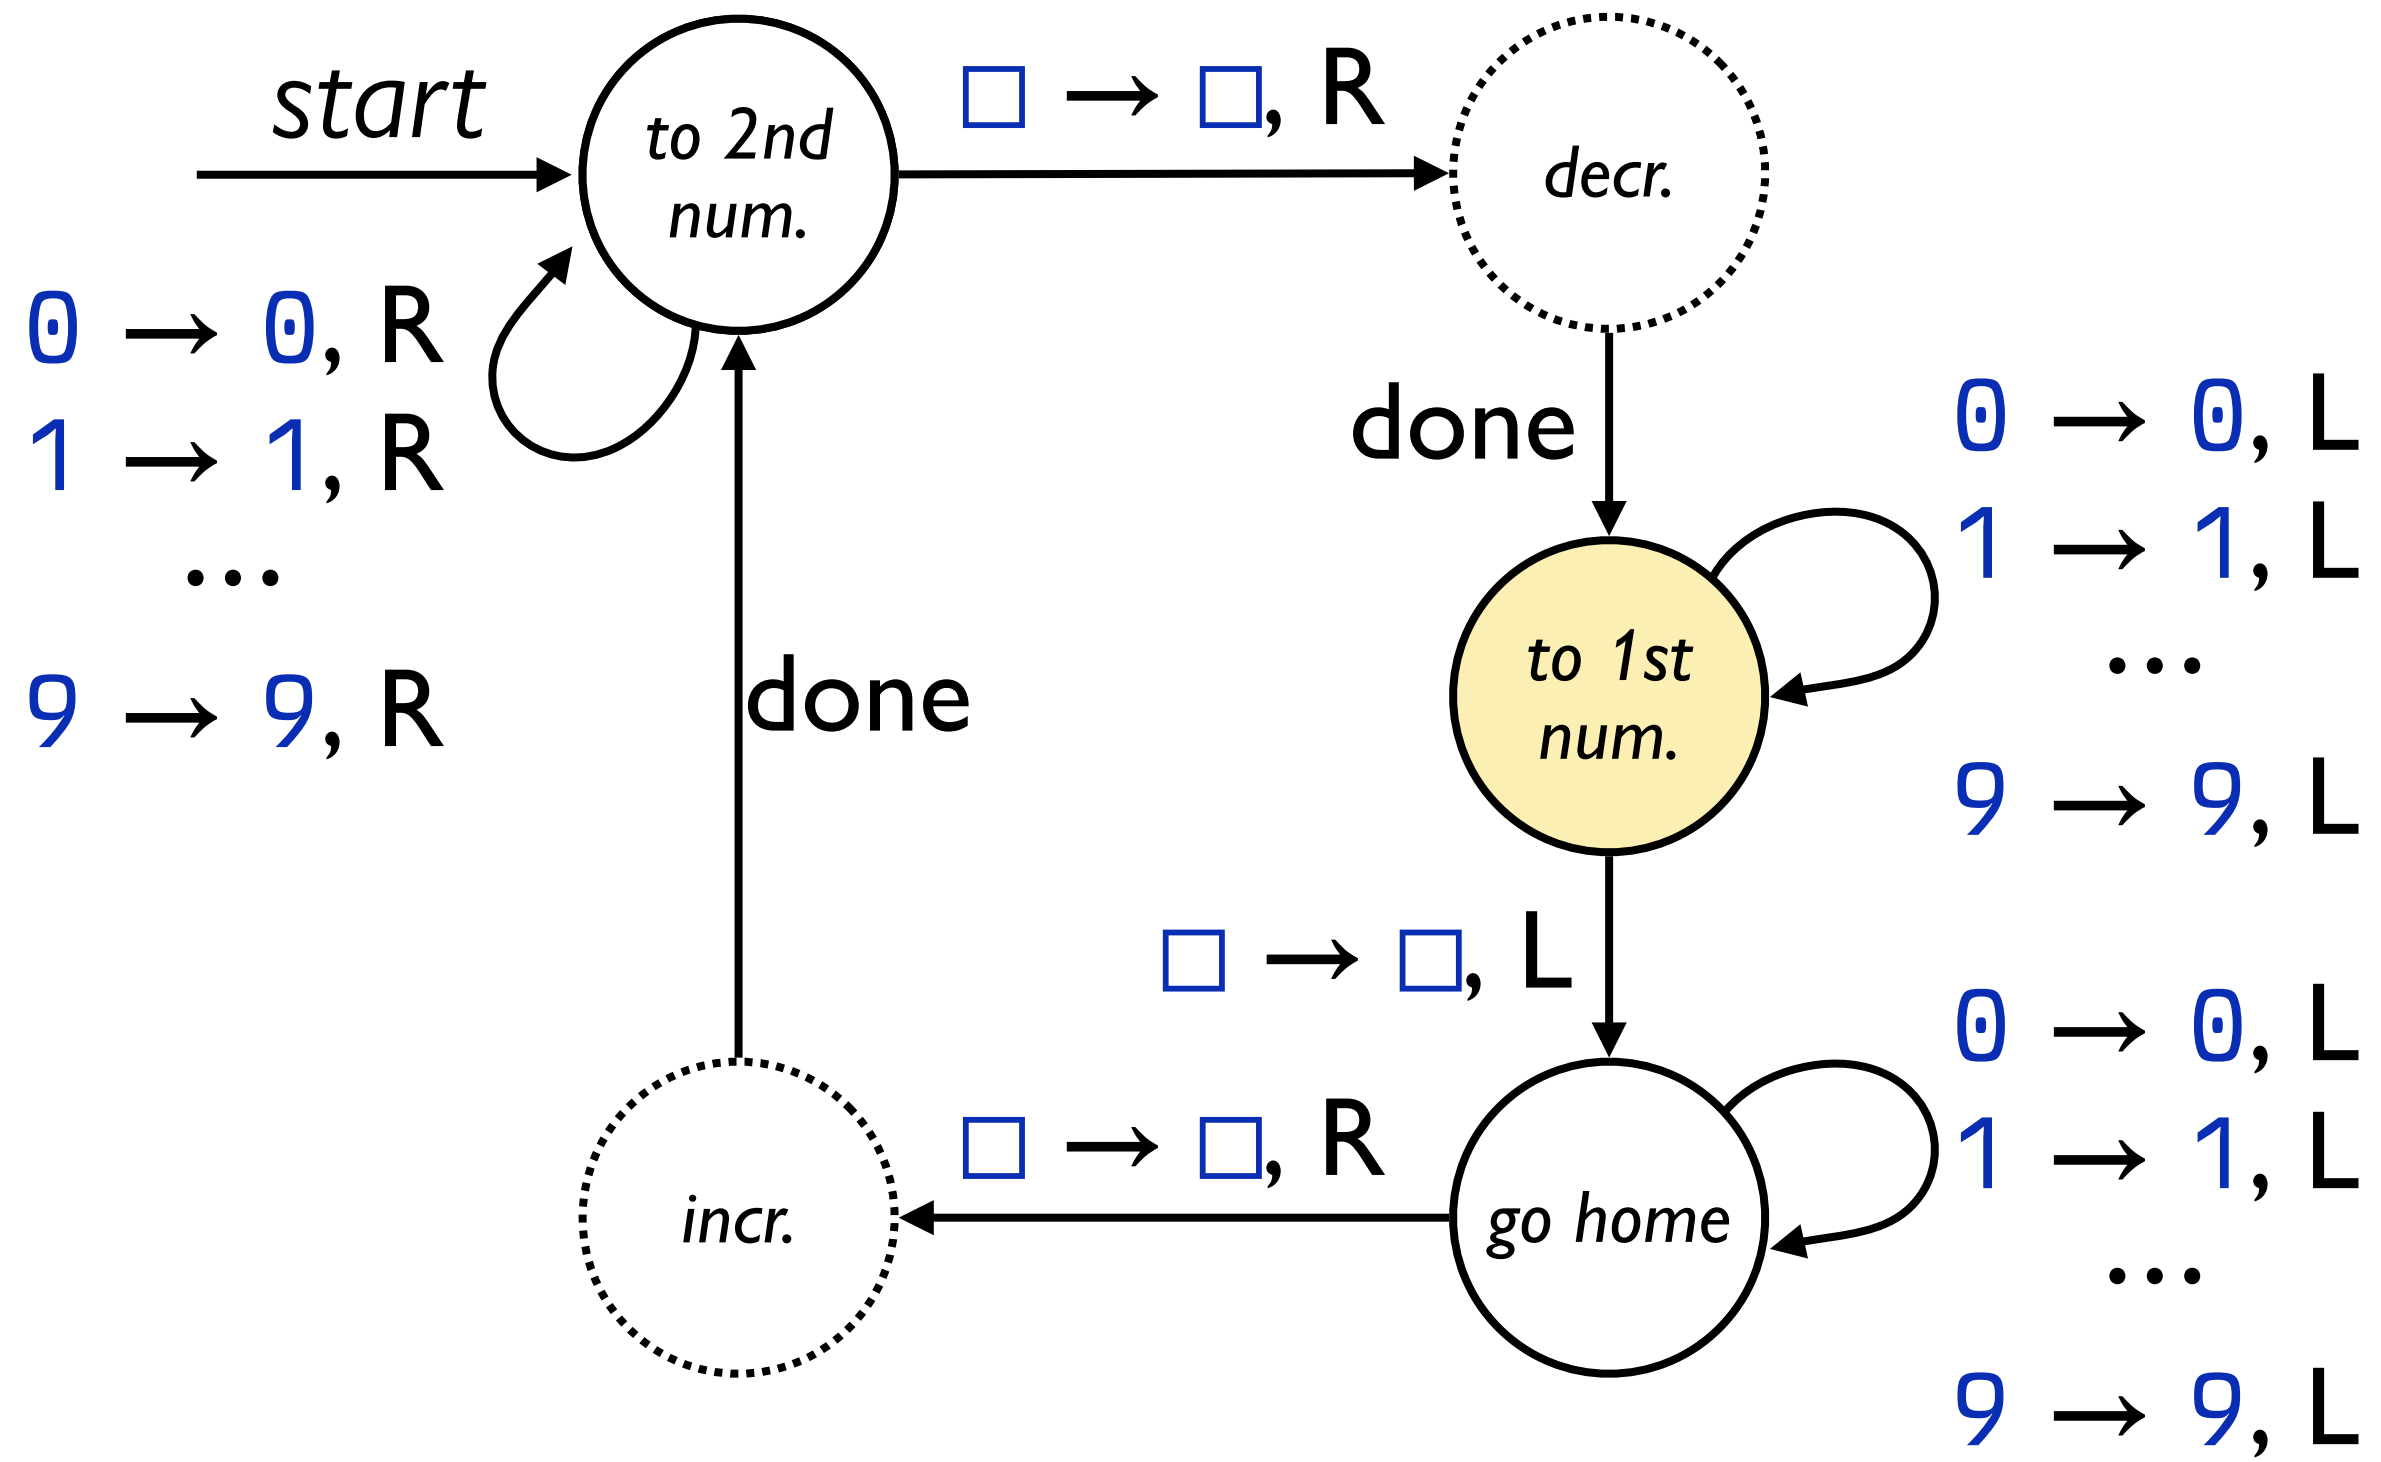 start
to 2nd
num.
□ → □, R
decr.
0 → 0, R
1 → 1, R
...
9 → 9, R
done
done
0 → 0, L
1 → 1, L
...
9 → 9, L
to 1st
num.
□ → □, L
□ → □, R
incr.
go home
0 → 0, L
1 → 1, L
...
9 → 9, L